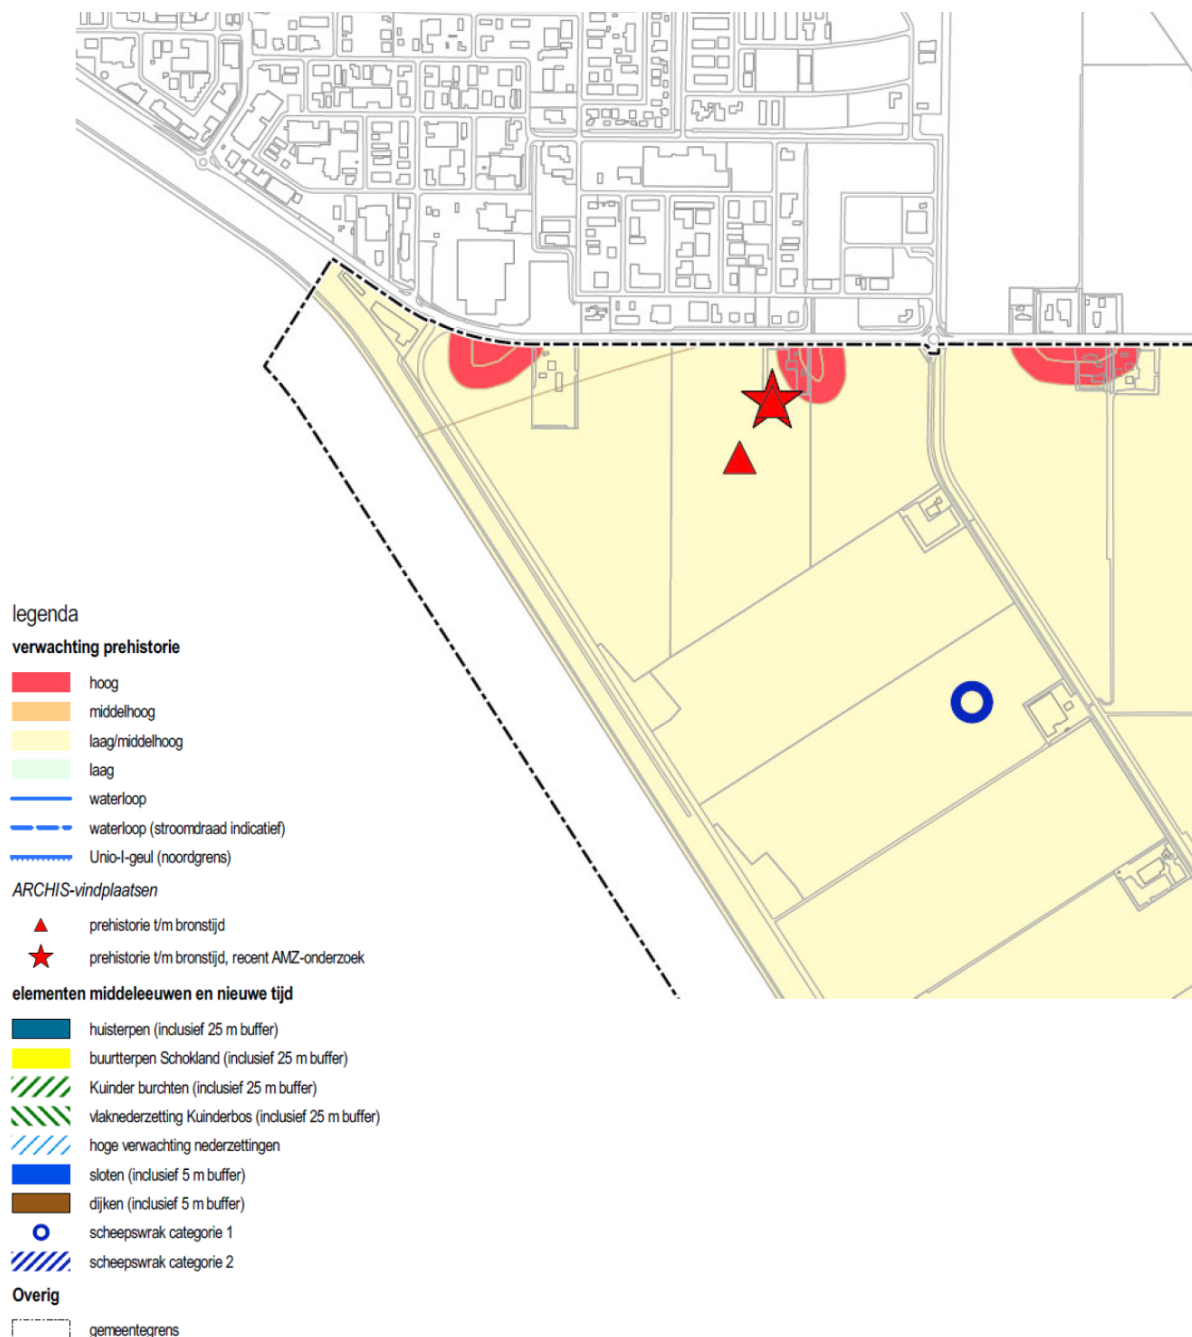 legenda
verwachting prehistorie
hoog
middelhoog
laag/middelhoog
laag
waterloop
waterloop (stroomdraad indicatief)
Unio-I-geul (noordgrens)
ARCHIS-vindplaatsen
prehistorie t/m bronstijd
prehistorie t/m bronstijd, recent AMZ-onderzoek
elementen middeleeuwen en nieuwe tijd
huisterpen (inclusief 25 m buffer)
buurtterpen Schokland (inclusief 25 m buffer)
Kuinder burchten (inclusief 25 m buffer)
vlaknederzetting Kuinderbos (inclusief 25 m buffer)
hoge verwachting nederzettingen
sloten (inclusief 5 m buffer)
dijken (inclusief 5 m buffer)
scheepswrak categorie 1
scheepswrak categorie 2
Overig
gemeentegrens